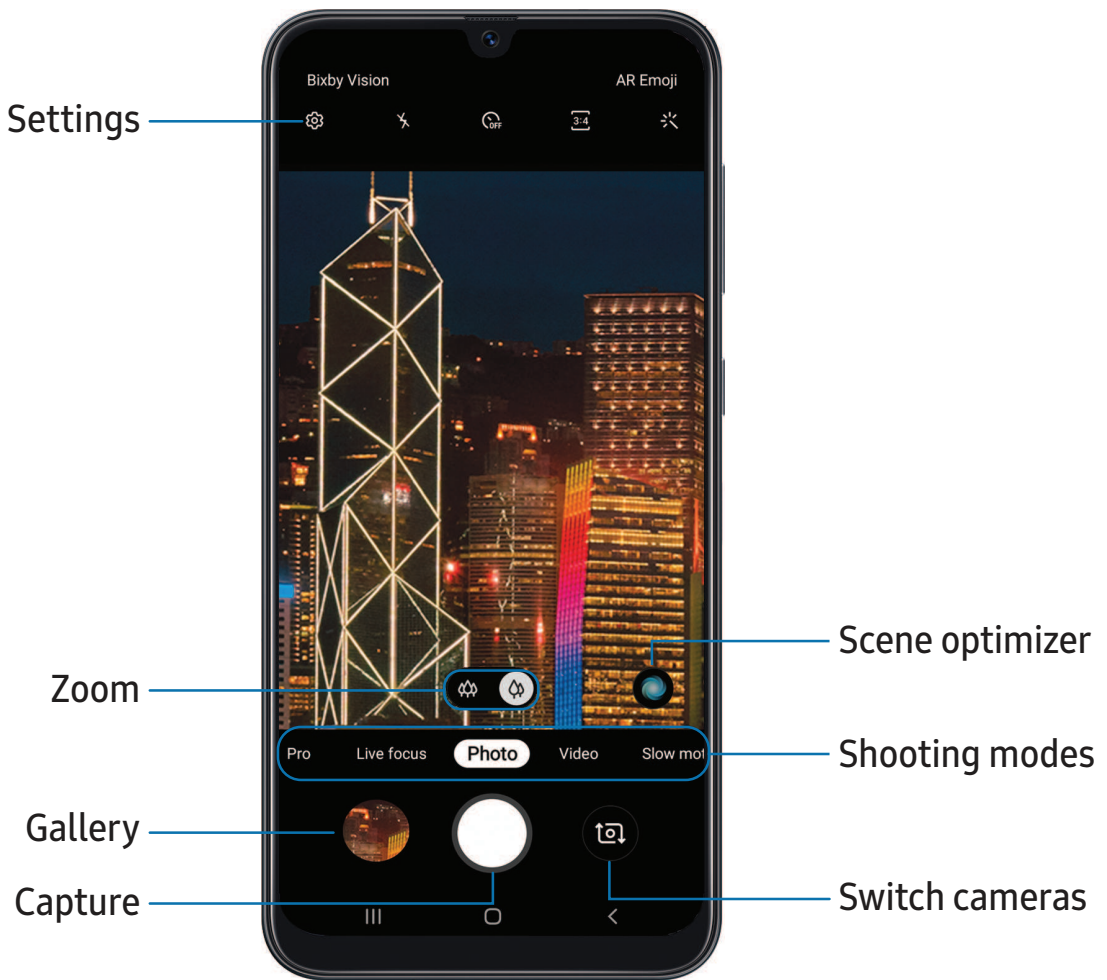 Bixby Vision
AR Emoji
Settings
OFF
3:4
Scene optimizer
Zoom
Pro
Live focus
Photo
Video
Slow mot
Shooting modes
Gallery
Capture
Switch cameras